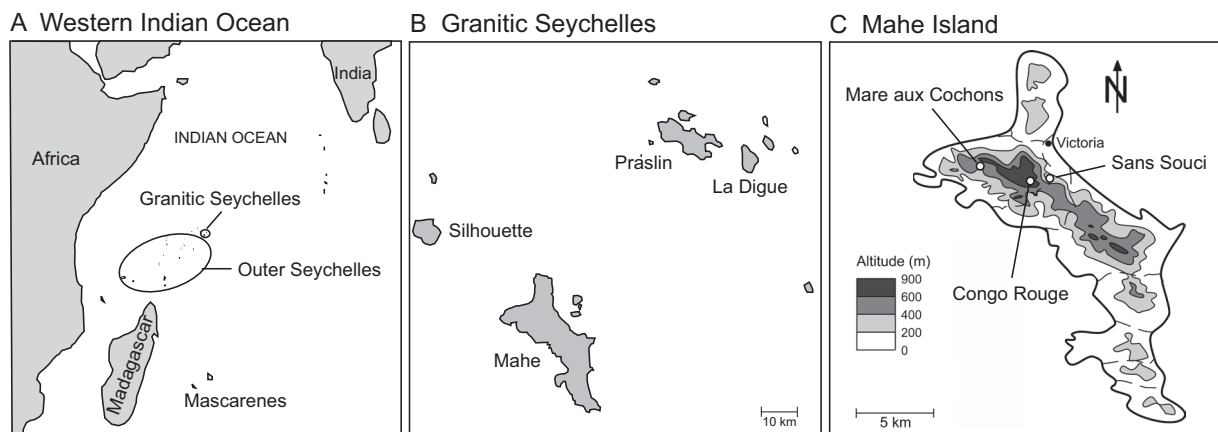 A Western Indian Ocean
India
INDIAN OCEAN
Africa
Granitic Seychelles
Outer Seychelles
Madagascar
Mascarenes
B Granitic Seychelles
Praslin
La Digue
Silhouette
Mahe
10 km
C Mahe Island
N
Mare aux Cochons
Victoria
Sans Souci
Altitude (m)
900
600
400
200
0
Congo Rouge
5 km